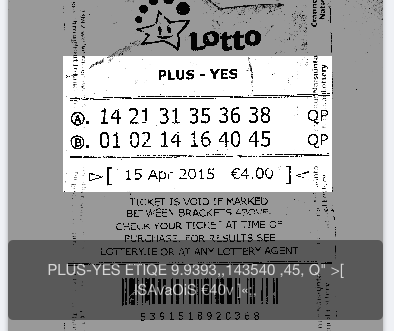 Lotto
PLUS - YES
Ⓐ. 14 21 31 35 36 38 QP
Ⓑ. 01 02 14 16 40 45 QP
▷[ 15 Apr 2015 €4.00 ]◁
TICKET IS VOID IF MARKED
BETWEEN BRACKETS ABOVE.
CHECK YOUR TICKET AT TIME OF
PURCHASE. FOR RESULTS SEE
LOTTERY.IE OR AT ANY LOTTERY AGENT
PLUS-YES ETIQE 9.9393,,143540 ,45, O" >[
ISAvaOiS €40v ]«:
5391518920368